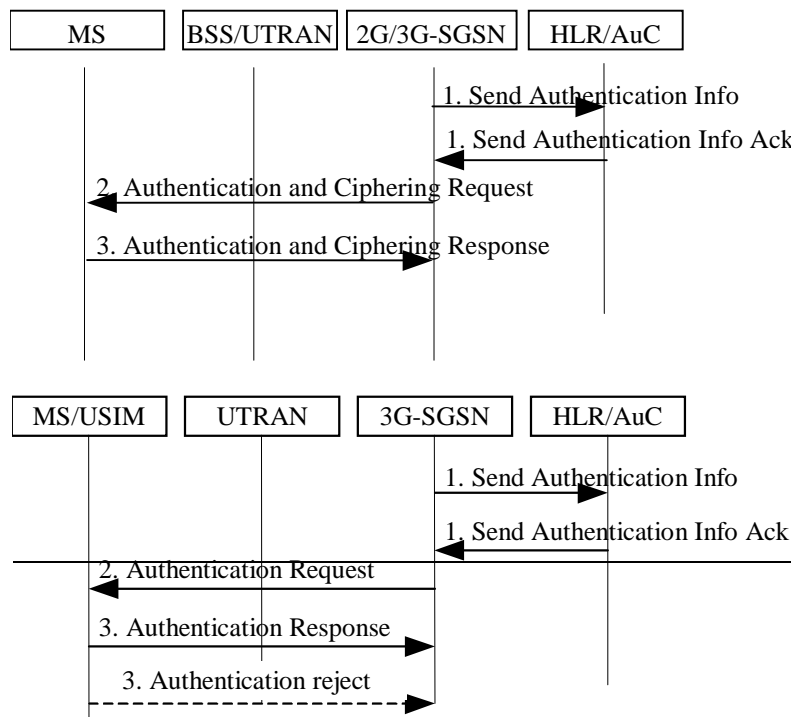 MS BSS/UTRAN 2G/3G-SGSN HLR/AuC
1. Send Authentication Info
1. Send Authentication Info Ack
2. Authentication and Ciphering Request
3. Authentication and Ciphering Response
MS/USIM UTRAN 3G-SGSN HLR/AuC
1. Send Authentication Info
1. Send Authentication Info Ack
2. Authentication Request
3. Authentication Response
3. Authentication reject